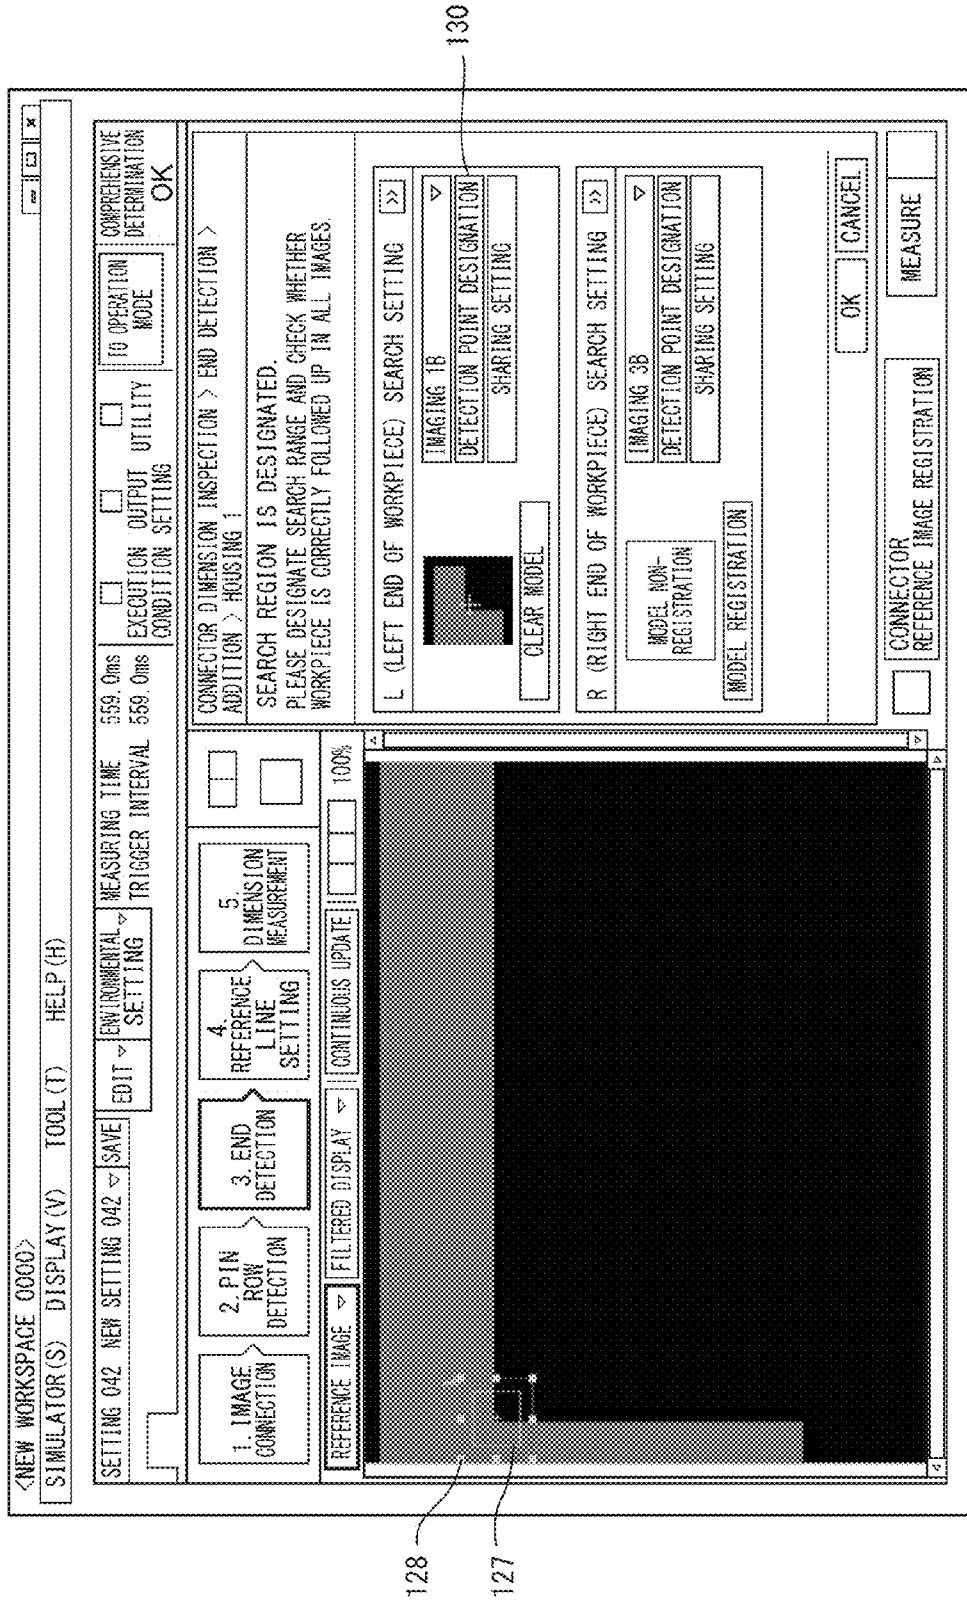 <NEW WORKSPACE 0000>
SIMULATOR(S) DISPLAY(V) TOOL(T) HELP(H)
SETTING 042 NEW SETTING 042 SAVE
EDIT
ENVIRONMENTAL
SETTING
MEASURING TIME 559.0ms
TRIGGER INTERVAL 559.0ms
EXECUTION OUTPUT UTILITY
CONDITION SETTING
TO OPERATION
MODE
COMPREHENSIVE
DETERMINATION
OK
1. IMAGE
CONNECTION
2. PIN
ROW
DETECTION
3. END
DETECTION
4.
REFERENCE
LINE
SETTING
5.
DIMENSION
MEASUREMENT
REFERENCE IMAGE
FILTERED DISPLAY
CONTINUOUS UPDATE
100%
CONNECTOR DIMENSION INSPECTION > END DETECTION >
ADDITION > HOUSING 1
SEARCH REGION IS DESIGNATED.
PLEASE DESIGNATE SEARCH RANGE AND CHECK WHETHER
WORKPIECE IS CORRECTLY FOLLOWED UP IN ALL IMAGES.
L (LEFT END OF WORKPIECE) SEARCH SETTING >>
IMAGING 1B
DETECTION POINT DESIGNATION
SHARING SETTING
CLEAR MODEL
R (RIGHT END OF WORKPIECE) SEARCH SETTING >>
MODEL NON-
REGISTRATION
IMAGING 3B
DETECTION POINT DESIGNATION
SHARING SETTING
MODEL REGISTRATION
OK CANCEL
CONNECTOR
REFERENCE IMAGE REGISTRATION
MEASURE
128
127
130